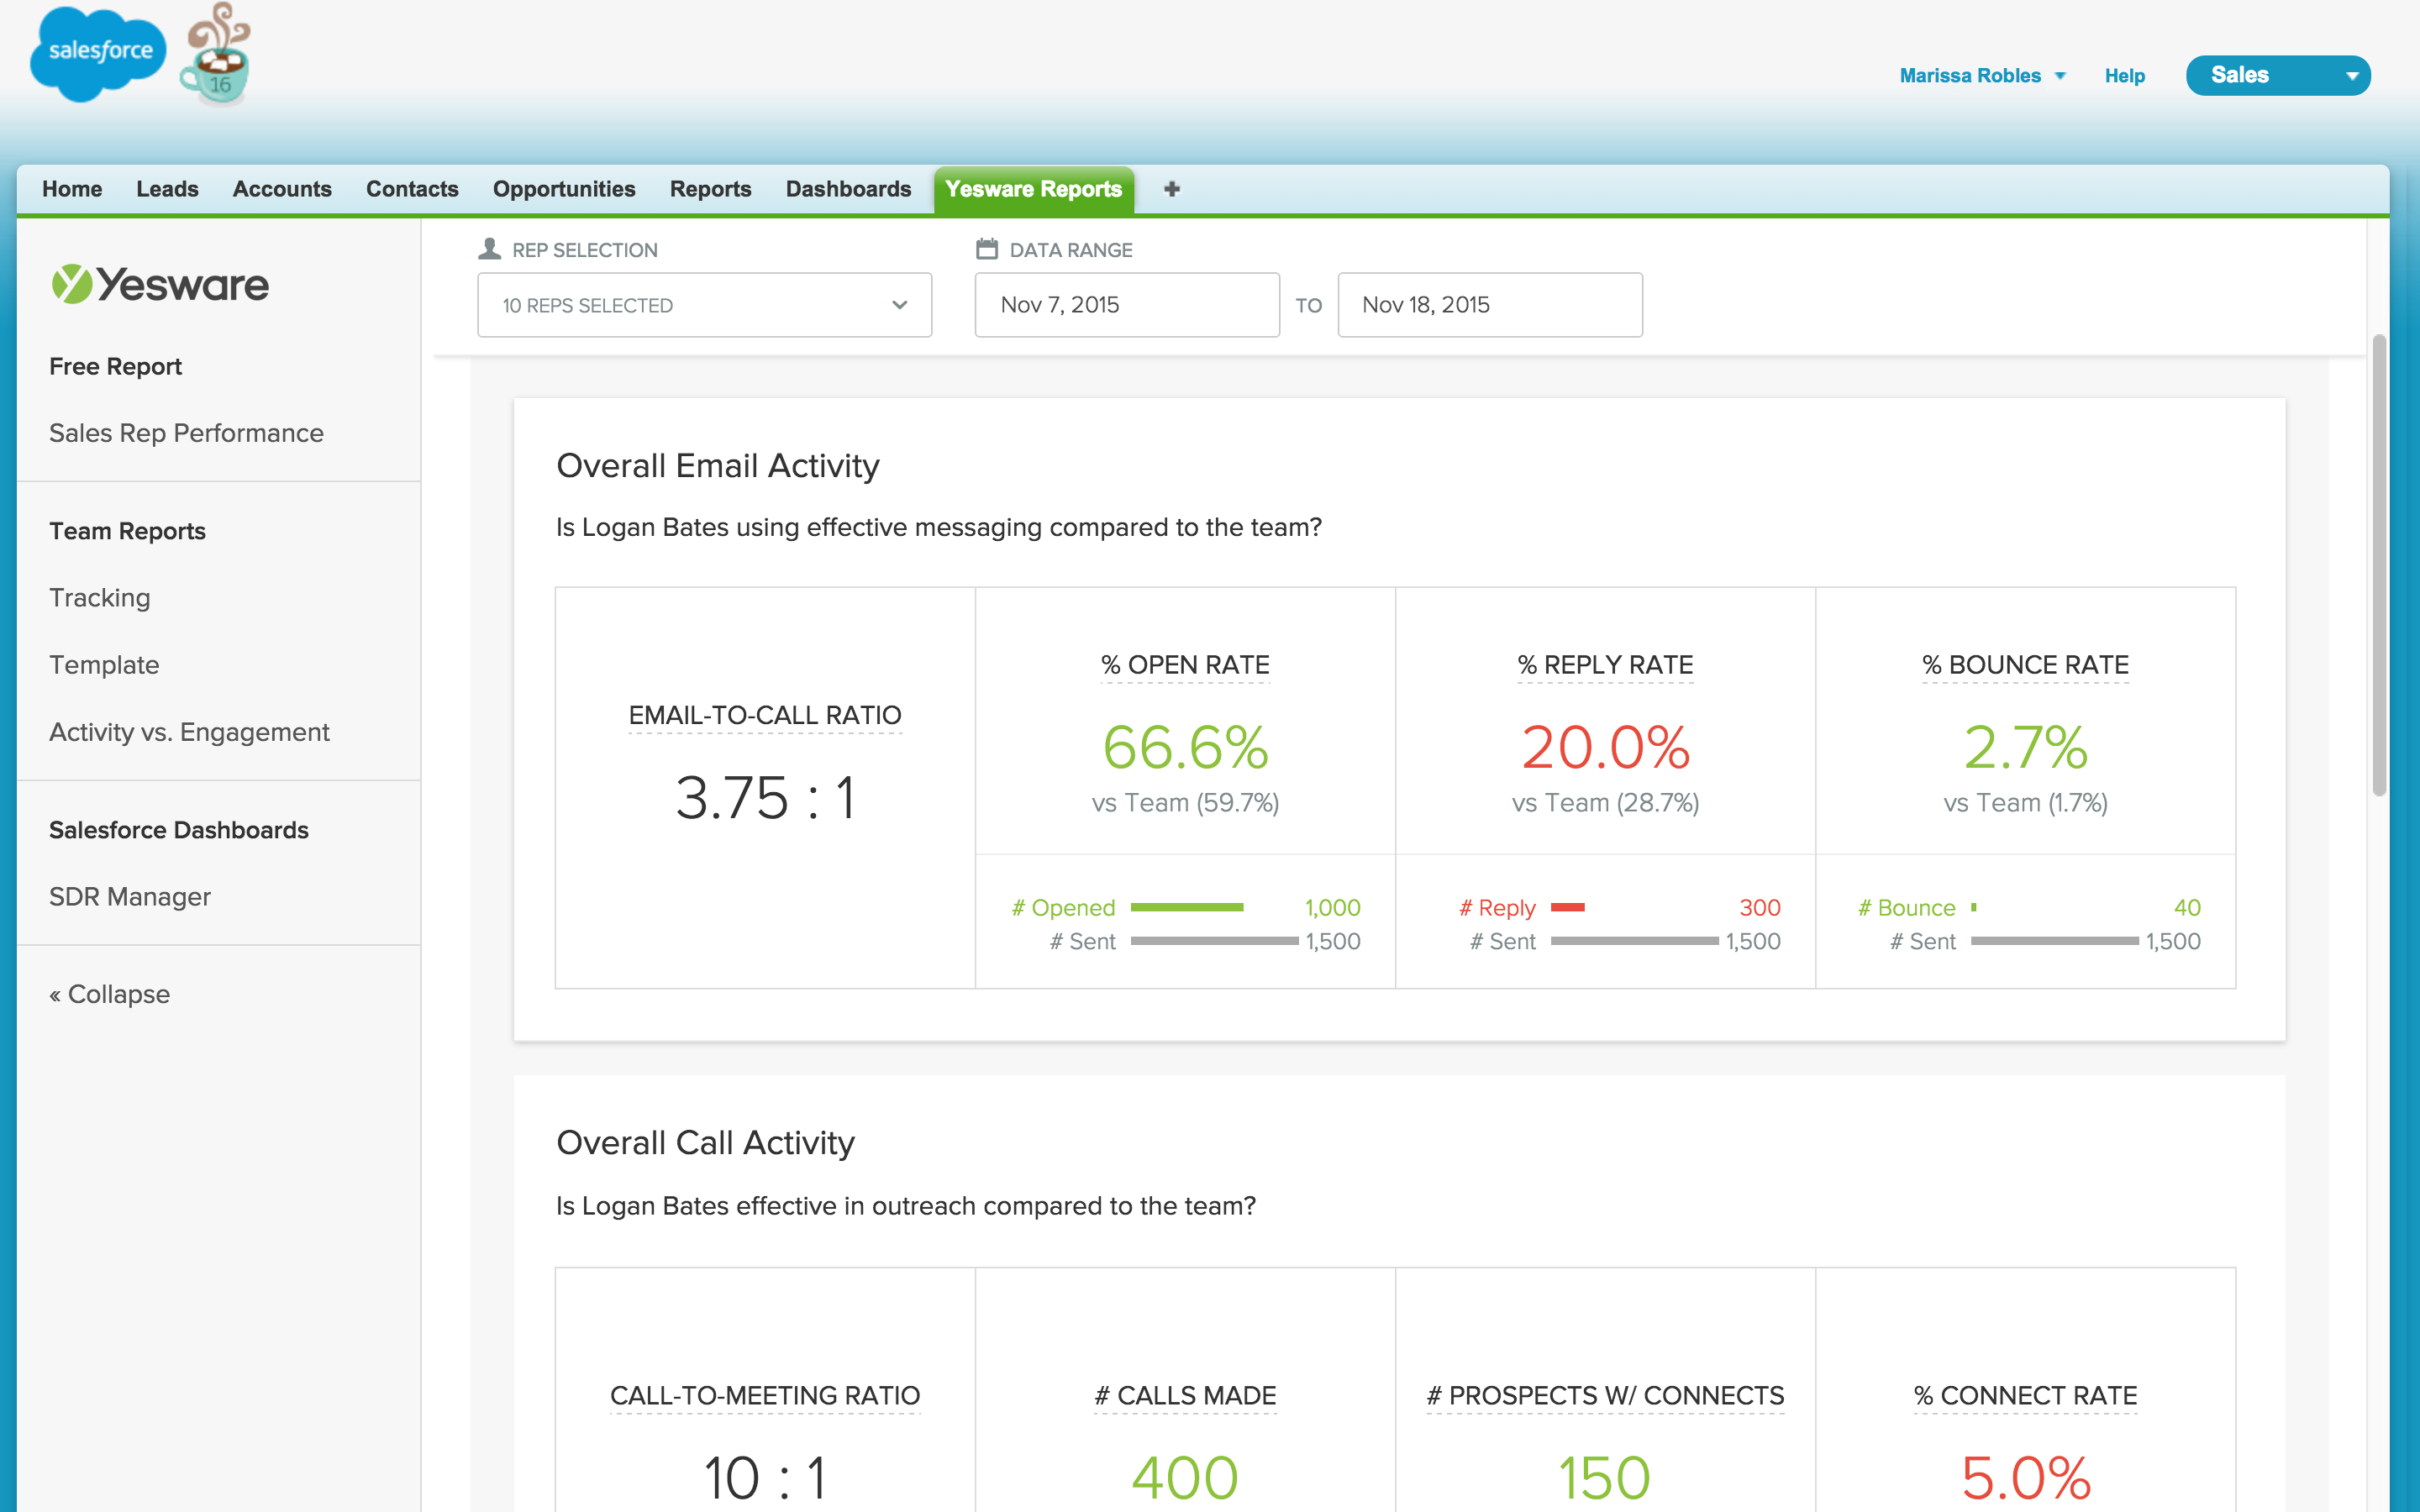 salesforce
16
Marissa Robles
Help
Sales
Home Leads Accounts Contacts Opportunities Reports Dashboards Yesware Reports +
Yesware
Free Report
Sales Rep Performance
Team Reports
Tracking
Template
Activity vs. Engagement
Salesforce Dashboards
SDR Manager
« Collapse
REP SELECTION
10 REPS SELECTED
DATA RANGE
Nov 7, 2015 TO Nov 18, 2015
Overall Email Activity
Is Logan Bates using effective messaging compared to the team?
EMAIL-TO-CALL RATIO
3.75 : 1
% OPEN RATE
66.6%
vs Team (59.7%)
# Opened 1,000
# Sent 1,500
% REPLY RATE
20.0%
vs Team (28.7%)
# Reply 300
# Sent 1,500
% BOUNCE RATE
2.7%
vs Team (1.7%)
# Bounce 40
# Sent 1,500
Overall Call Activity
Is Logan Bates effective in outreach compared to the team?
CALL-TO-MEETING RATIO
10 : 1
# CALLS MADE
400
# PROSPECTS W/ CONNECTS
150
% CONNECT RATE
5.0%